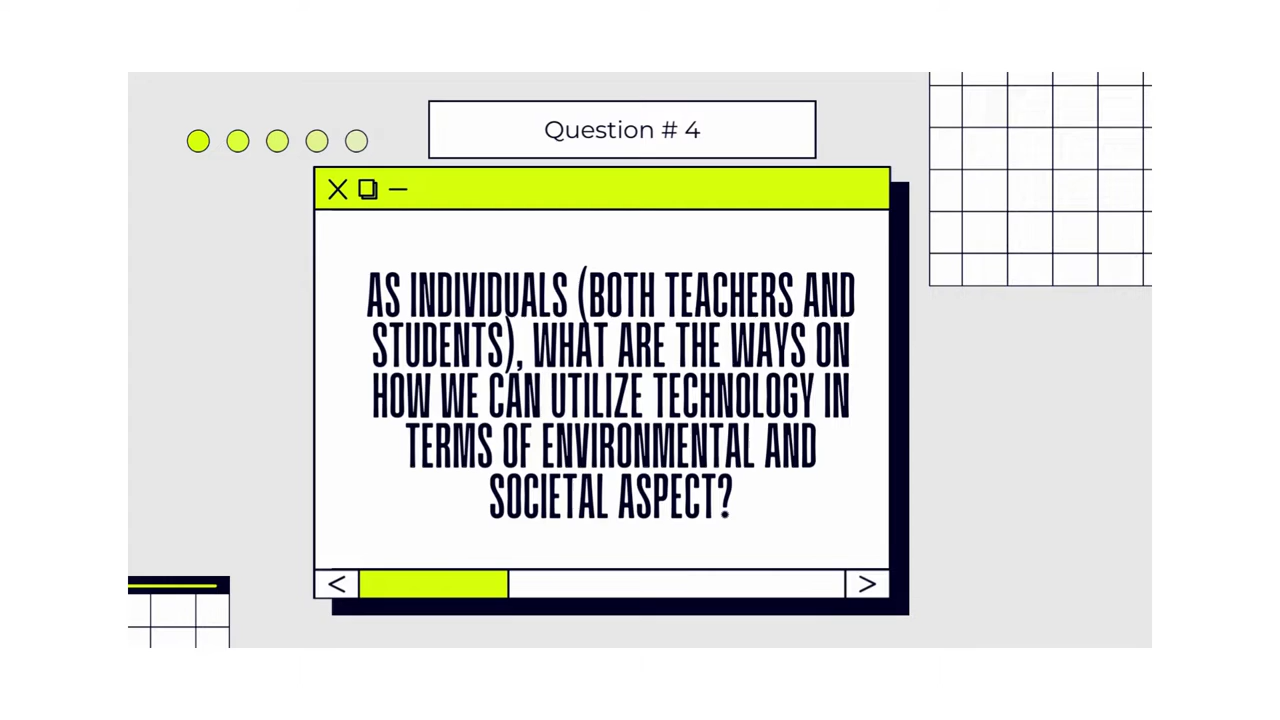 Question # 4
AS INDIVIDUALS (BOTH TEACHERS AND
STUDENTS), WHAT ARE THE WAYS ON
HOW WE CAN UTILIZE TECHNOLOGY IN
TERMS OF ENVIRONMENTAL AND
SOCIETAL ASPECT?